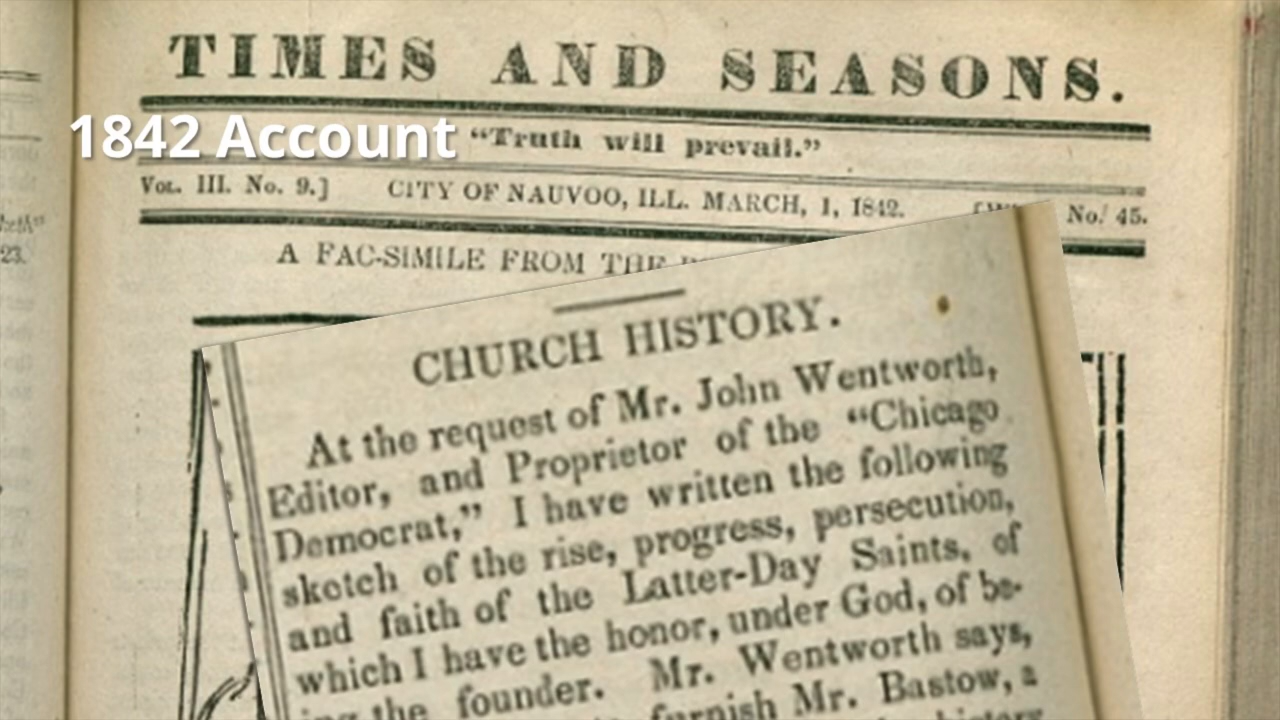 TIMES AND SEASONS.
1842 Account
“Truth will prevail.”
Vol. III. No. 9.] CITY OF NAUVOO, ILL. MARCH, 1, 1842. No. 45.
A FAC-SIMILE FROM THE
CHURCH HISTORY.
At the request of Mr. John Wentworth,
Editor, and Proprietor of the “Chicago
Democrat,” I have written the following
sketch of the rise, progress, persecution,
and faith of the Latter-Day Saints, of
which I have the honor, under God, of be-
ing the founder. Mr. Wentworth says,
furnish Mr. Bastow, a
history